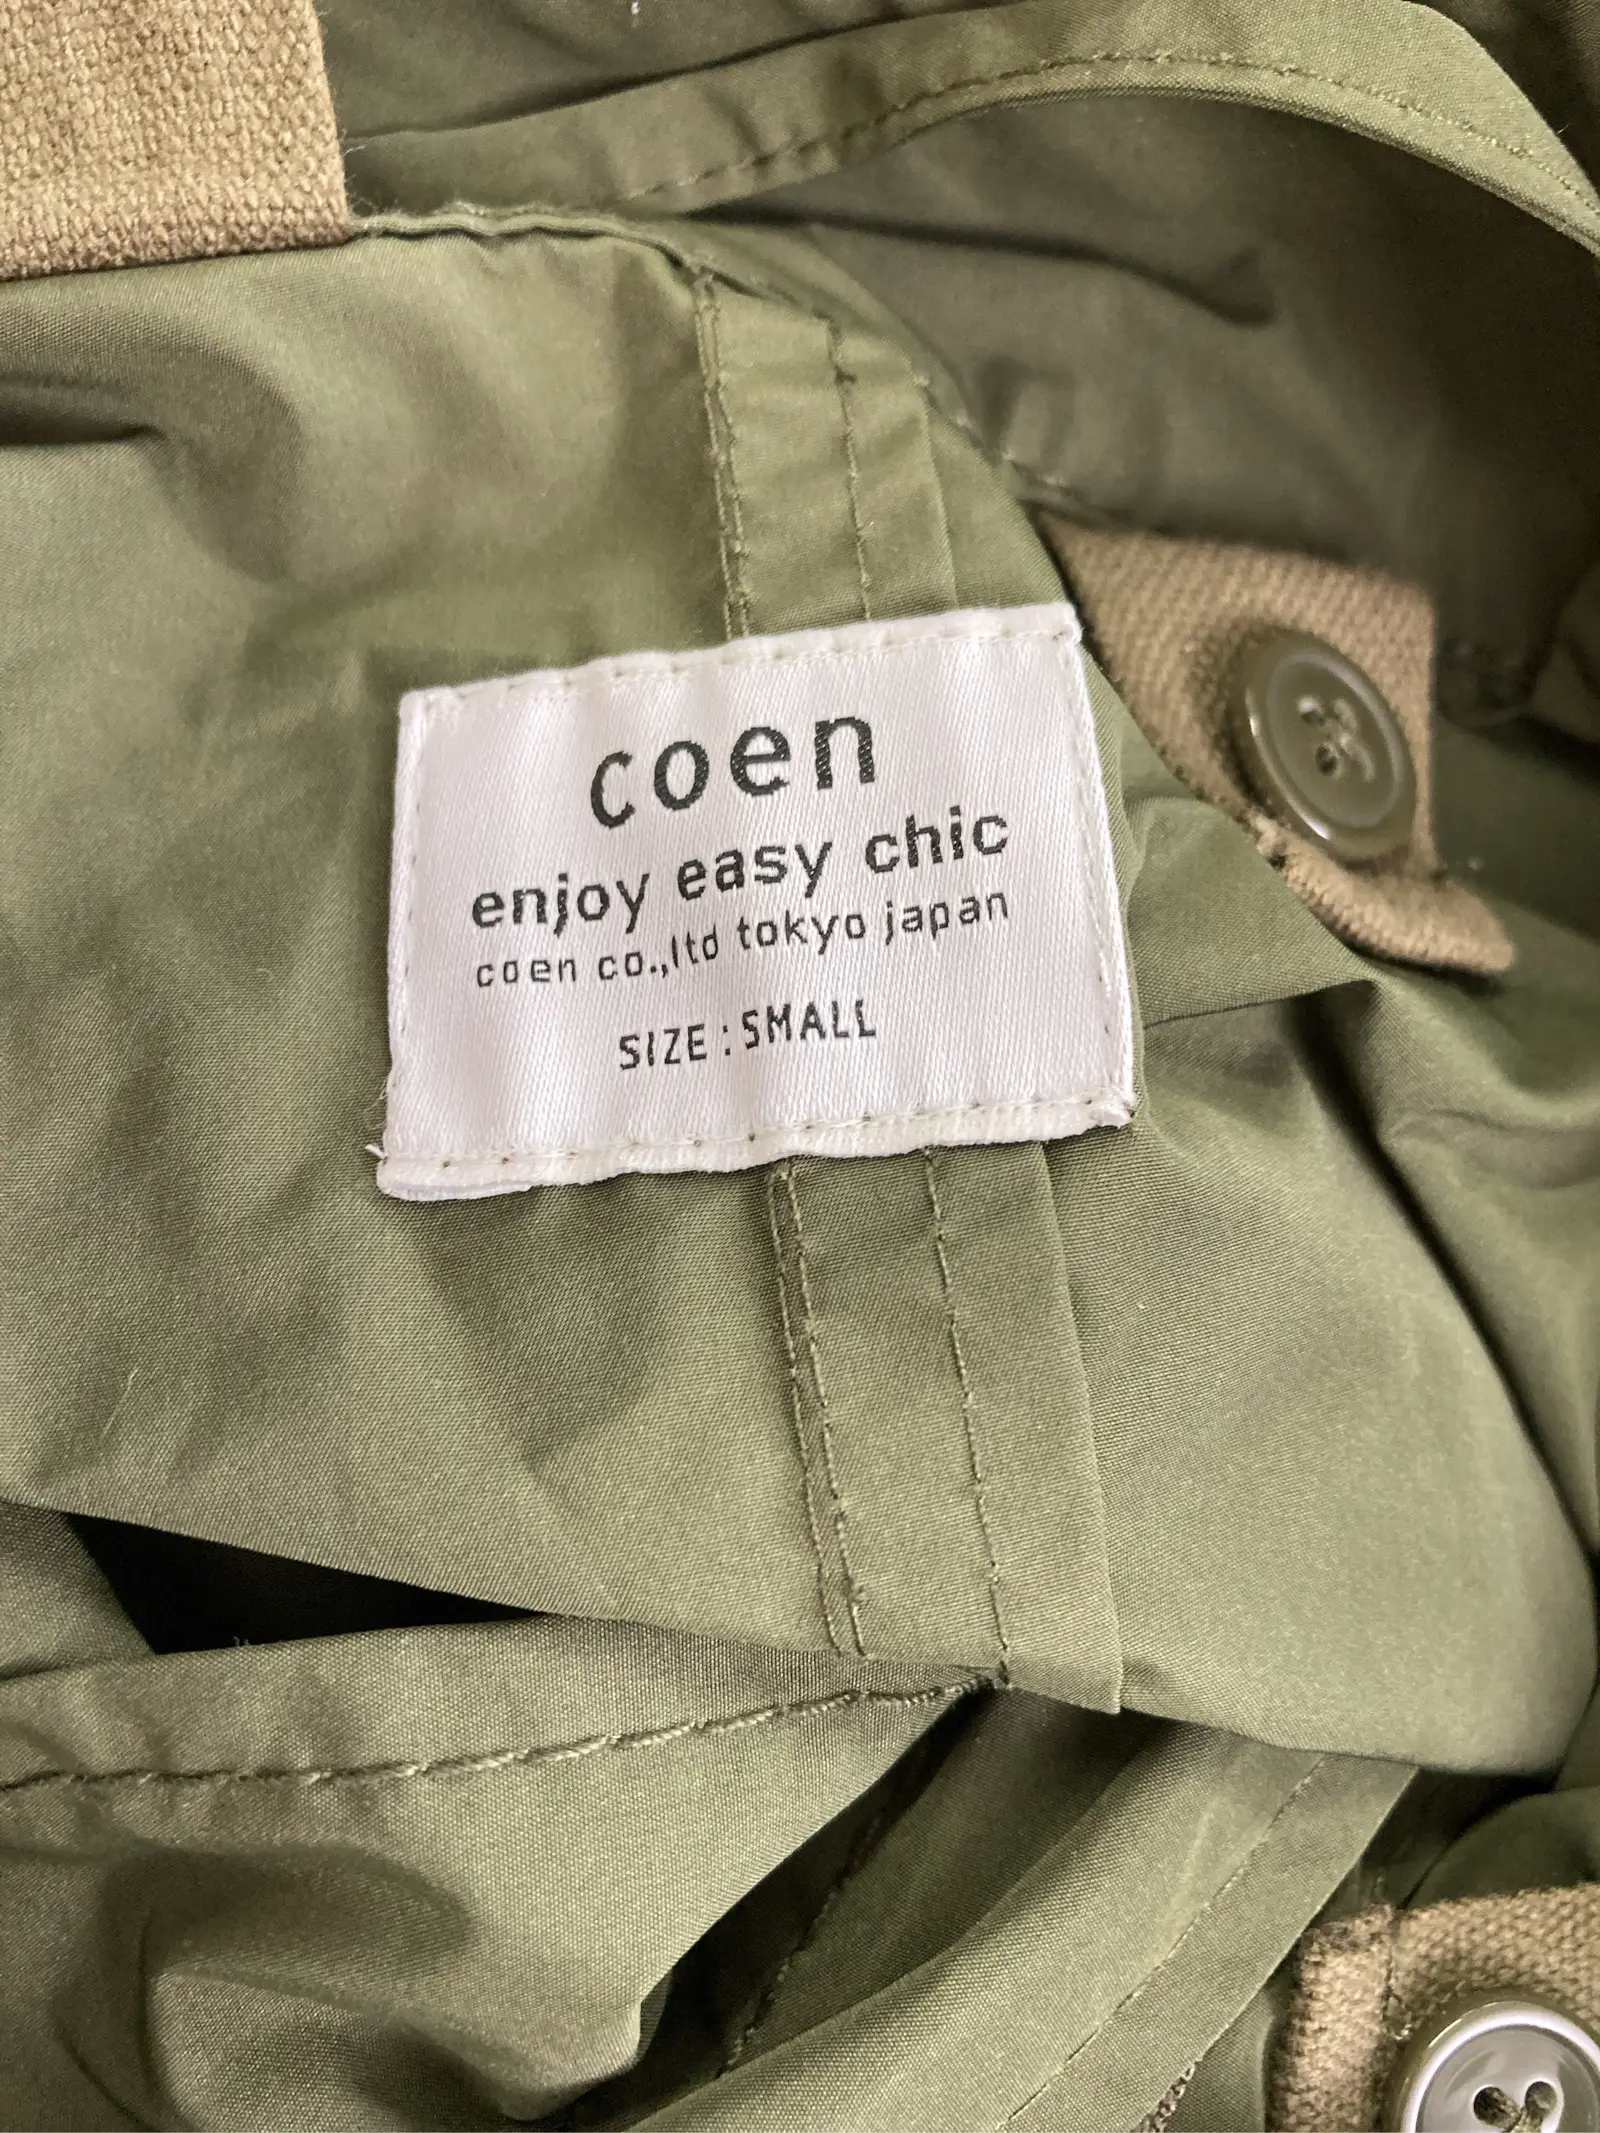 coen
enjoy easy chic
coen co.,ltd tokyo japan
SIZE : SMALL